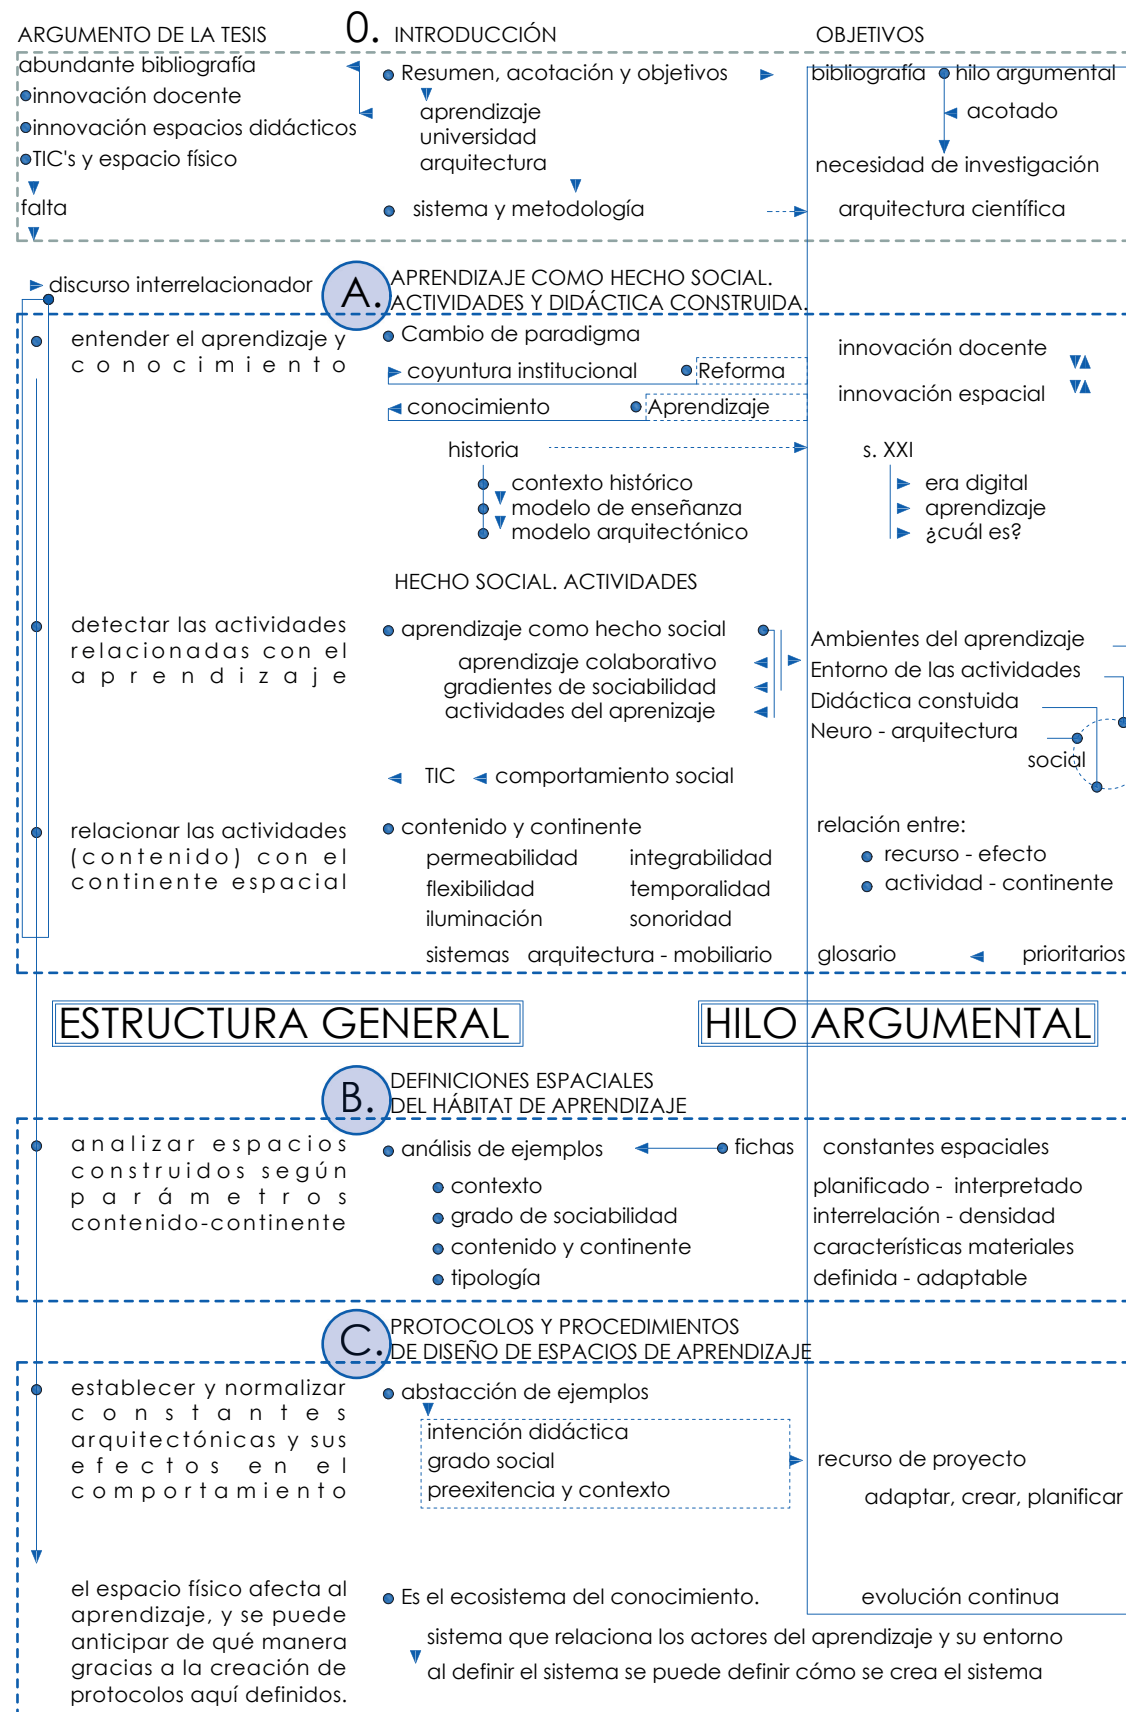 ARGUMENTO DE LA TESIS
0. INTRODUCCIÓN
OBJETIVOS
abundante bibliografía
innovación docente
innovación espacios didácticos
TIC's y espacio físico
falta
Resumen, acotación y objetivos
aprendizaje
universidad
arquitectura
sistema y metodología
bibliografía hilo argumental
acotado
necesidad de investigación
arquitectura científica
discurso interrelacionador
A. APRENDIZAJE COMO HECHO SOCIAL.
ACTIVIDADES Y DIDÁCTICA CONSTRUIDA.
entender el aprendizaje y
conocimiento
Cambio de paradigma
coyuntura institucional Reforma
conocimiento Aprendizaje
historia
contexto histórico
modelo de enseñanza
modelo arquitectónico
innovación docente
innovación espacial
s. XXI
era digital
aprendizaje
¿cuál es?
HECHO SOCIAL. ACTIVIDADES
detectar las actividades
relacionadas con el
aprendizaje
aprendizaje como hecho social
aprendizaje colaborativo
gradientes de sociabilidad
actividades del aprenizaje
TIC comportamiento social
Ambientes del aprendizaje
Entorno de las actividades
Didáctica constuida
Neuro - arquitectura
social
relacionar las actividades
(contenido) con el
continente espacial
contenido y continente
permeabilidad integrabilidad
flexibilidad temporalidad
iluminación sonoridad
sistemas arquitectura - mobiliario
relación entre:
recurso - efecto
actividad - continente
glosario prioritarios
ESTRUCTURA GENERAL
HILO ARGUMENTAL
B. DEFINICIONES ESPACIALES
DEL HÁBITAT DE APRENDIZAJE
analizar espacios
construidos según
parámetros
contenido-continente
análisis de ejemplos fichas
contexto
grado de sociabilidad
contenido y continente
tipología
constantes espaciales
planificado - interpretado
interrelación - densidad
características materiales
definida - adaptable
C. PROTOCOLOS Y PROCEDIMIENTOS
DE DISEÑO DE ESPACIOS DE APRENDIZAJE
establecer y normalizar
constantes
arquitectónicas y sus
efectos en el
comportamiento
abstacción de ejemplos
intención didáctica
grado social
preexitencia y contexto
recurso de proyecto
adaptar, crear, planificar
el espacio físico afecta al
aprendizaje, y se puede
anticipar de qué manera
gracias a la creación de
protocolos aquí definidos.
Es el ecosistema del conocimiento.
evolución continua
sistema que relaciona los actores del aprendizaje y su entorno
al definir el sistema se puede definir cómo se crea el sistema